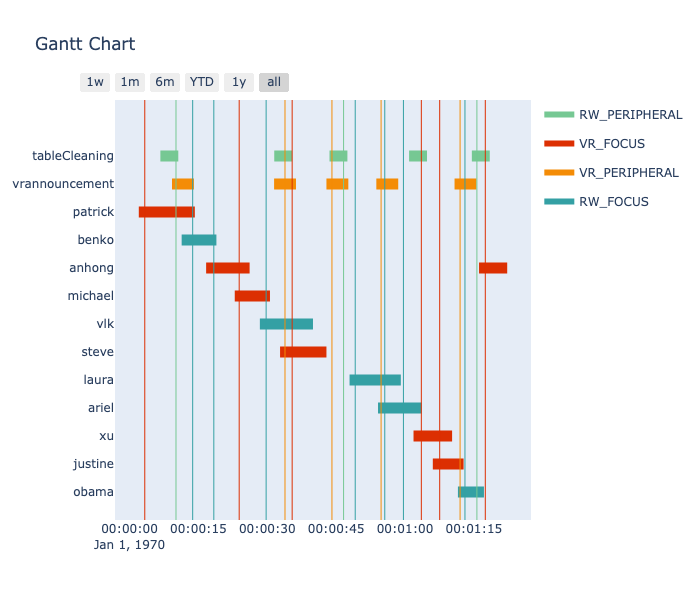 Gantt Chart
1w 1m 6m YTD 1y all
RW_PERIPHERAL
VR_FOCUS
VR_PERIPHERAL
RW_FOCUS
tableCleaning
vrannouncement
patrick
benko
anhong
michael
vlk
steve
laura
ariel
xu
justine
obama
00:00:00 00:00:15 00:00:30 00:00:45 00:01:00 00:01:15
Jan 1, 1970